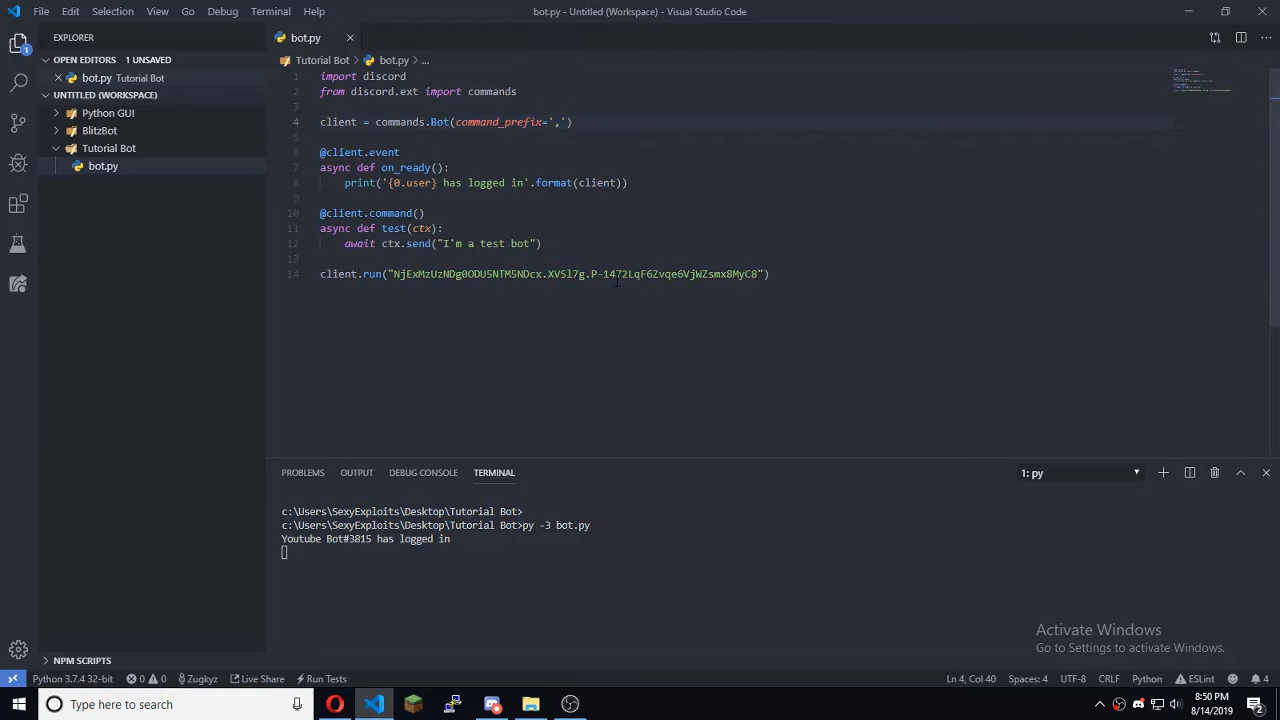 File Edit Selection View Go Debug Terminal Help
bot.py - Untitled (Workspace) - Visual Studio Code
EXPLORER
bot.py
OPEN EDITORS 1 UNSAVED
bot.py Tutorial Bot
UNTITLED (WORKSPACE)
Python GUI
BlitzBot
Tutorial Bot
bot.py
Tutorial Bot > bot.py > ...
1 import discord
2 from discord.ext import commands
3
4 client = commands.Bot(command_prefix=',')
5
6 @client.event
7 async def on_ready():
8 print('{0.user} has logged in'.format(client))
9
10 @client.command()
11 async def test(ctx):
12 await ctx.send("I'm a test bot")
13
14 client.run(
PROBLEMS OUTPUT DEBUG CONSOLE TERMINAL
1: py
c:\Users\SexyExploits\Desktop\Tutorial Bot>
c:\Users\SexyExploits\Desktop\Tutorial Bot>py -3 bot.py
Youtube Bot#3815 has logged in
Activate Windows
Go to Settings to activate Windows.
NPM SCRIPTS
Python 3.7.4 32-bit 0 0 Zugkyz Live Share Run Tests
Ln 4, Col 40 Spaces: 4 UTF-8 CRLF Python ESLint 4
Type here to search
8:50 PM
8/14/2019
2
1